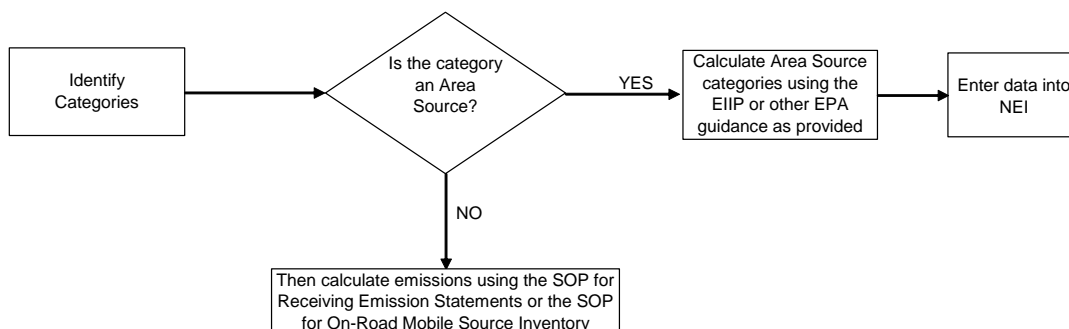 Identify
Categories
Is the category
an Area
Source?
YES
Calculate Area Source
categories using the
EIIP or other EPA
guidance as provided
Enter data into
NEI
NO
Then calculate emissions using the SOP for
Receiving Emission Statements or the SOP
for On-Road Mobile Source Inventory